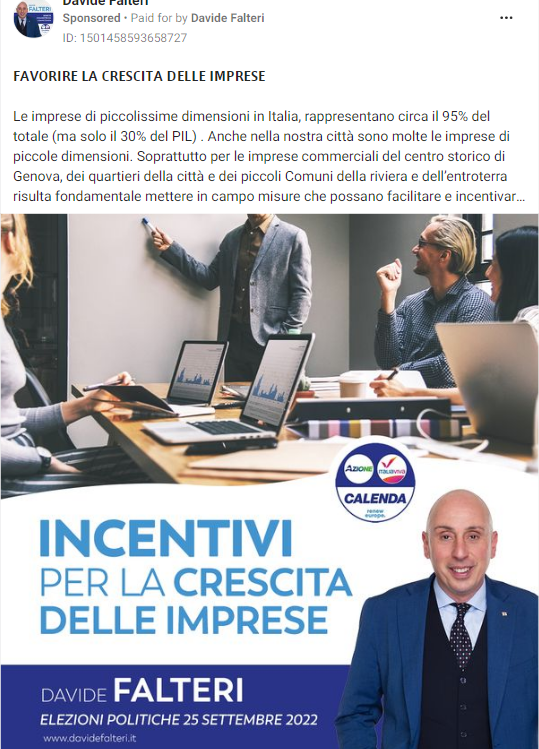 Davide Falteri
Sponsored • Paid for by Davide Falteri
ID: 1501458593658727
FAVORIRE LA CRESCITA DELLE IMPRESE
Le imprese di piccolissime dimensioni in Italia, rappresentano circa il 95% del
totale (ma solo il 30% del PIL) . Anche nella nostra città sono molte le imprese di
piccole dimensioni. Soprattutto per le imprese commerciali del centro storico di
Genova, dei quartieri della città e dei piccoli Comuni della riviera e dell’entroterra
risulta fondamentale mettere in campo misure che possano facilitare e incentivar...
AZIONE
ITALIAVIVA
CALENDA
renew
europe.
INCENTIVI
PER LA CRESCITA
DELLE IMPRESE
DAVIDE FALTERI
ELEZIONI POLITICHE 25 SETTEMBRE 2022
www.davidefalteri.it